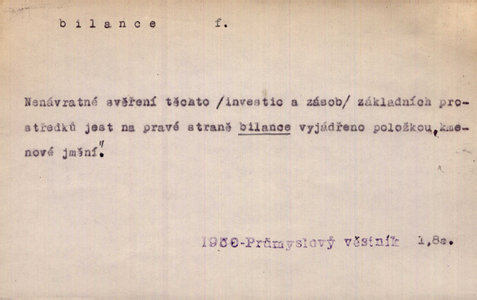 bilance f.
Nenávratné svěření těchto /investic a zásob/ základních pro-
středků jest na pravé straně bilance vyjádřeno položkou „kme-
nové jmění".
1950-Průmyslový věstník 1,8a.